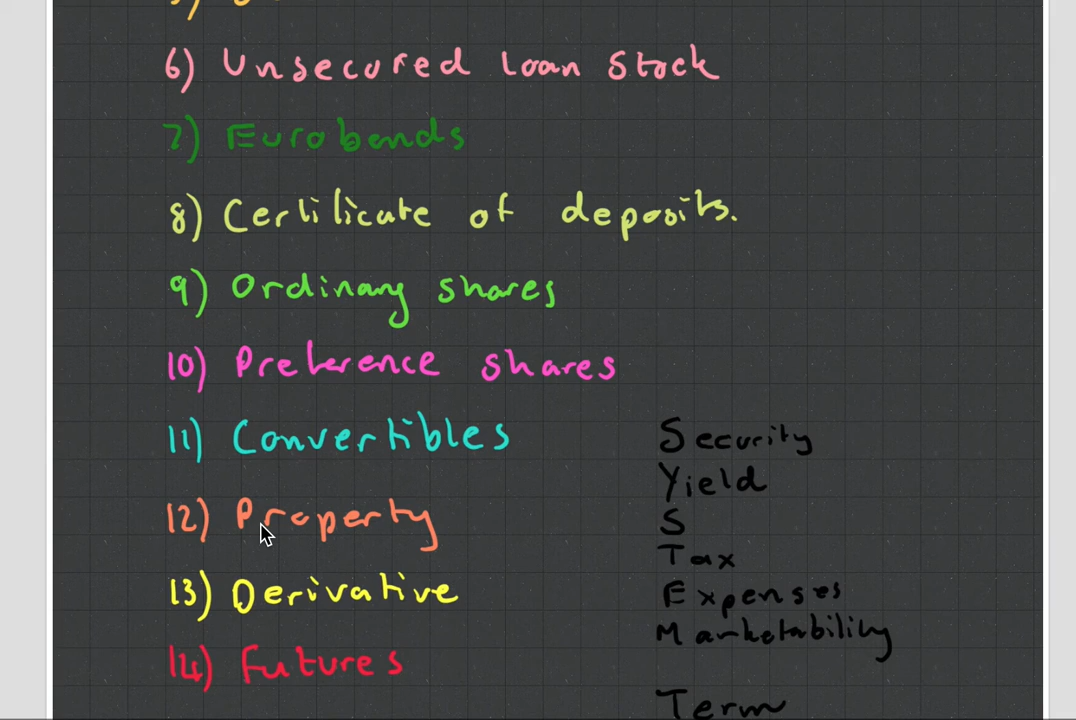 6) Unsecured Loan Stock
7) Eurobonds
8) Certificate of deposits.
9) Ordinary shares
10) Preference shares
11) Convertibles
12) Property
13) Derivative
14) Futures
Security
Yield
S
Tax
Expenses
Marketability
Term